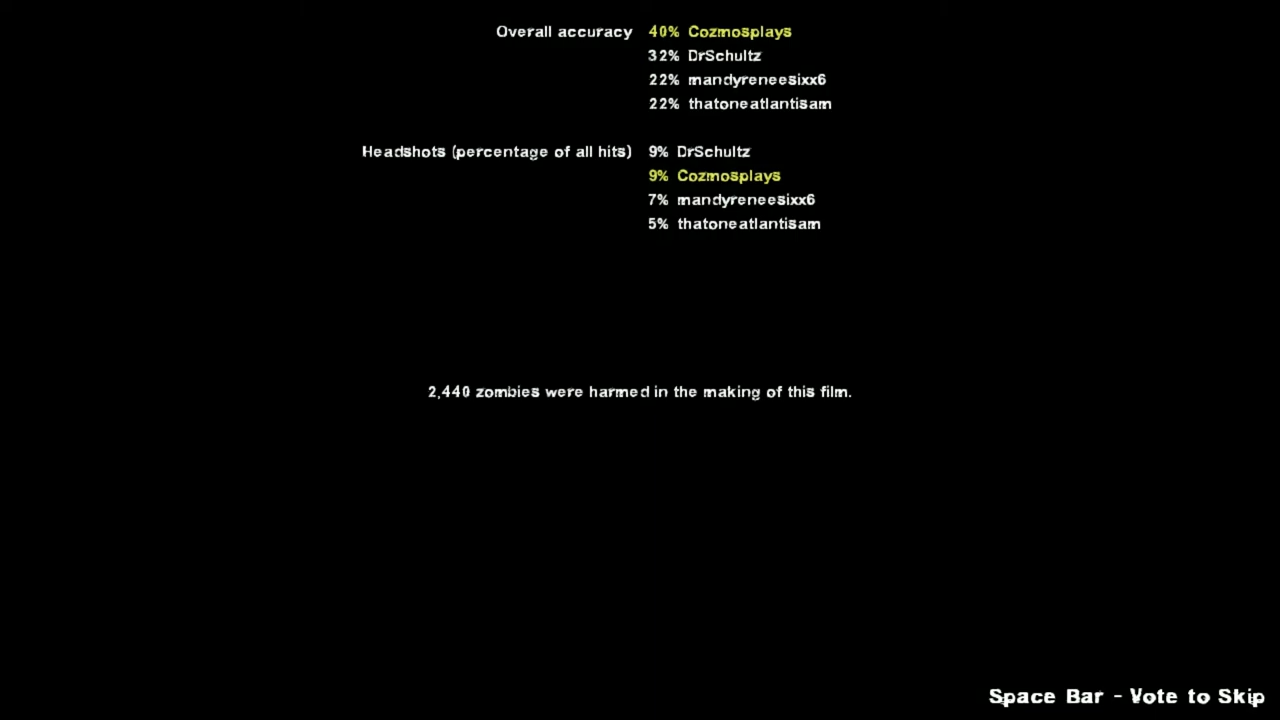 Overall accuracy 40% Cozmosplays
32% DrSchultz
22% mandyreneesixx6
22% thatoneatlantisam
Headshots (percentage of all hits) 9% DrSchultz
9% Cozmosplays
7% mandyreneesixx6
5% thatoneatlantisam
2,440 zombies were harmed in the making of this film.
Space Bar - Vote to Skip